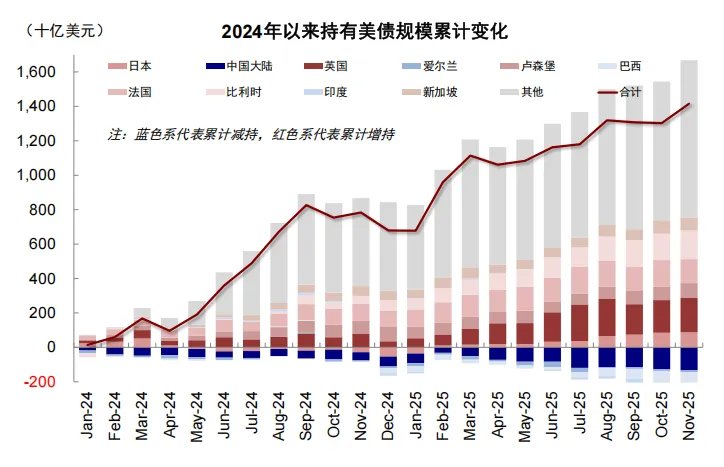 （十亿美元）
2024年以来持有美债规模累计变化
日本 中国大陆 英国 爱尔兰 卢森堡 巴西
法国 比利时 印度 新加坡 其他 合计
注：蓝色系代表累计减持，红色系代表累计增持
1,600
1,400
1,200
1,000
800
600
400
200
0
-200
Jan-24 Feb-24 Mar-24 Apr-24 May-24 Jun-24 Jul-24 Aug-24 Sep-24 Oct-24 Nov-24 Dec-24 Jan-25 Feb-25 Mar-25 Apr-25 May-25 Jun-25 Jul-25 Aug-25 Sep-25 Oct-25 Nov-25